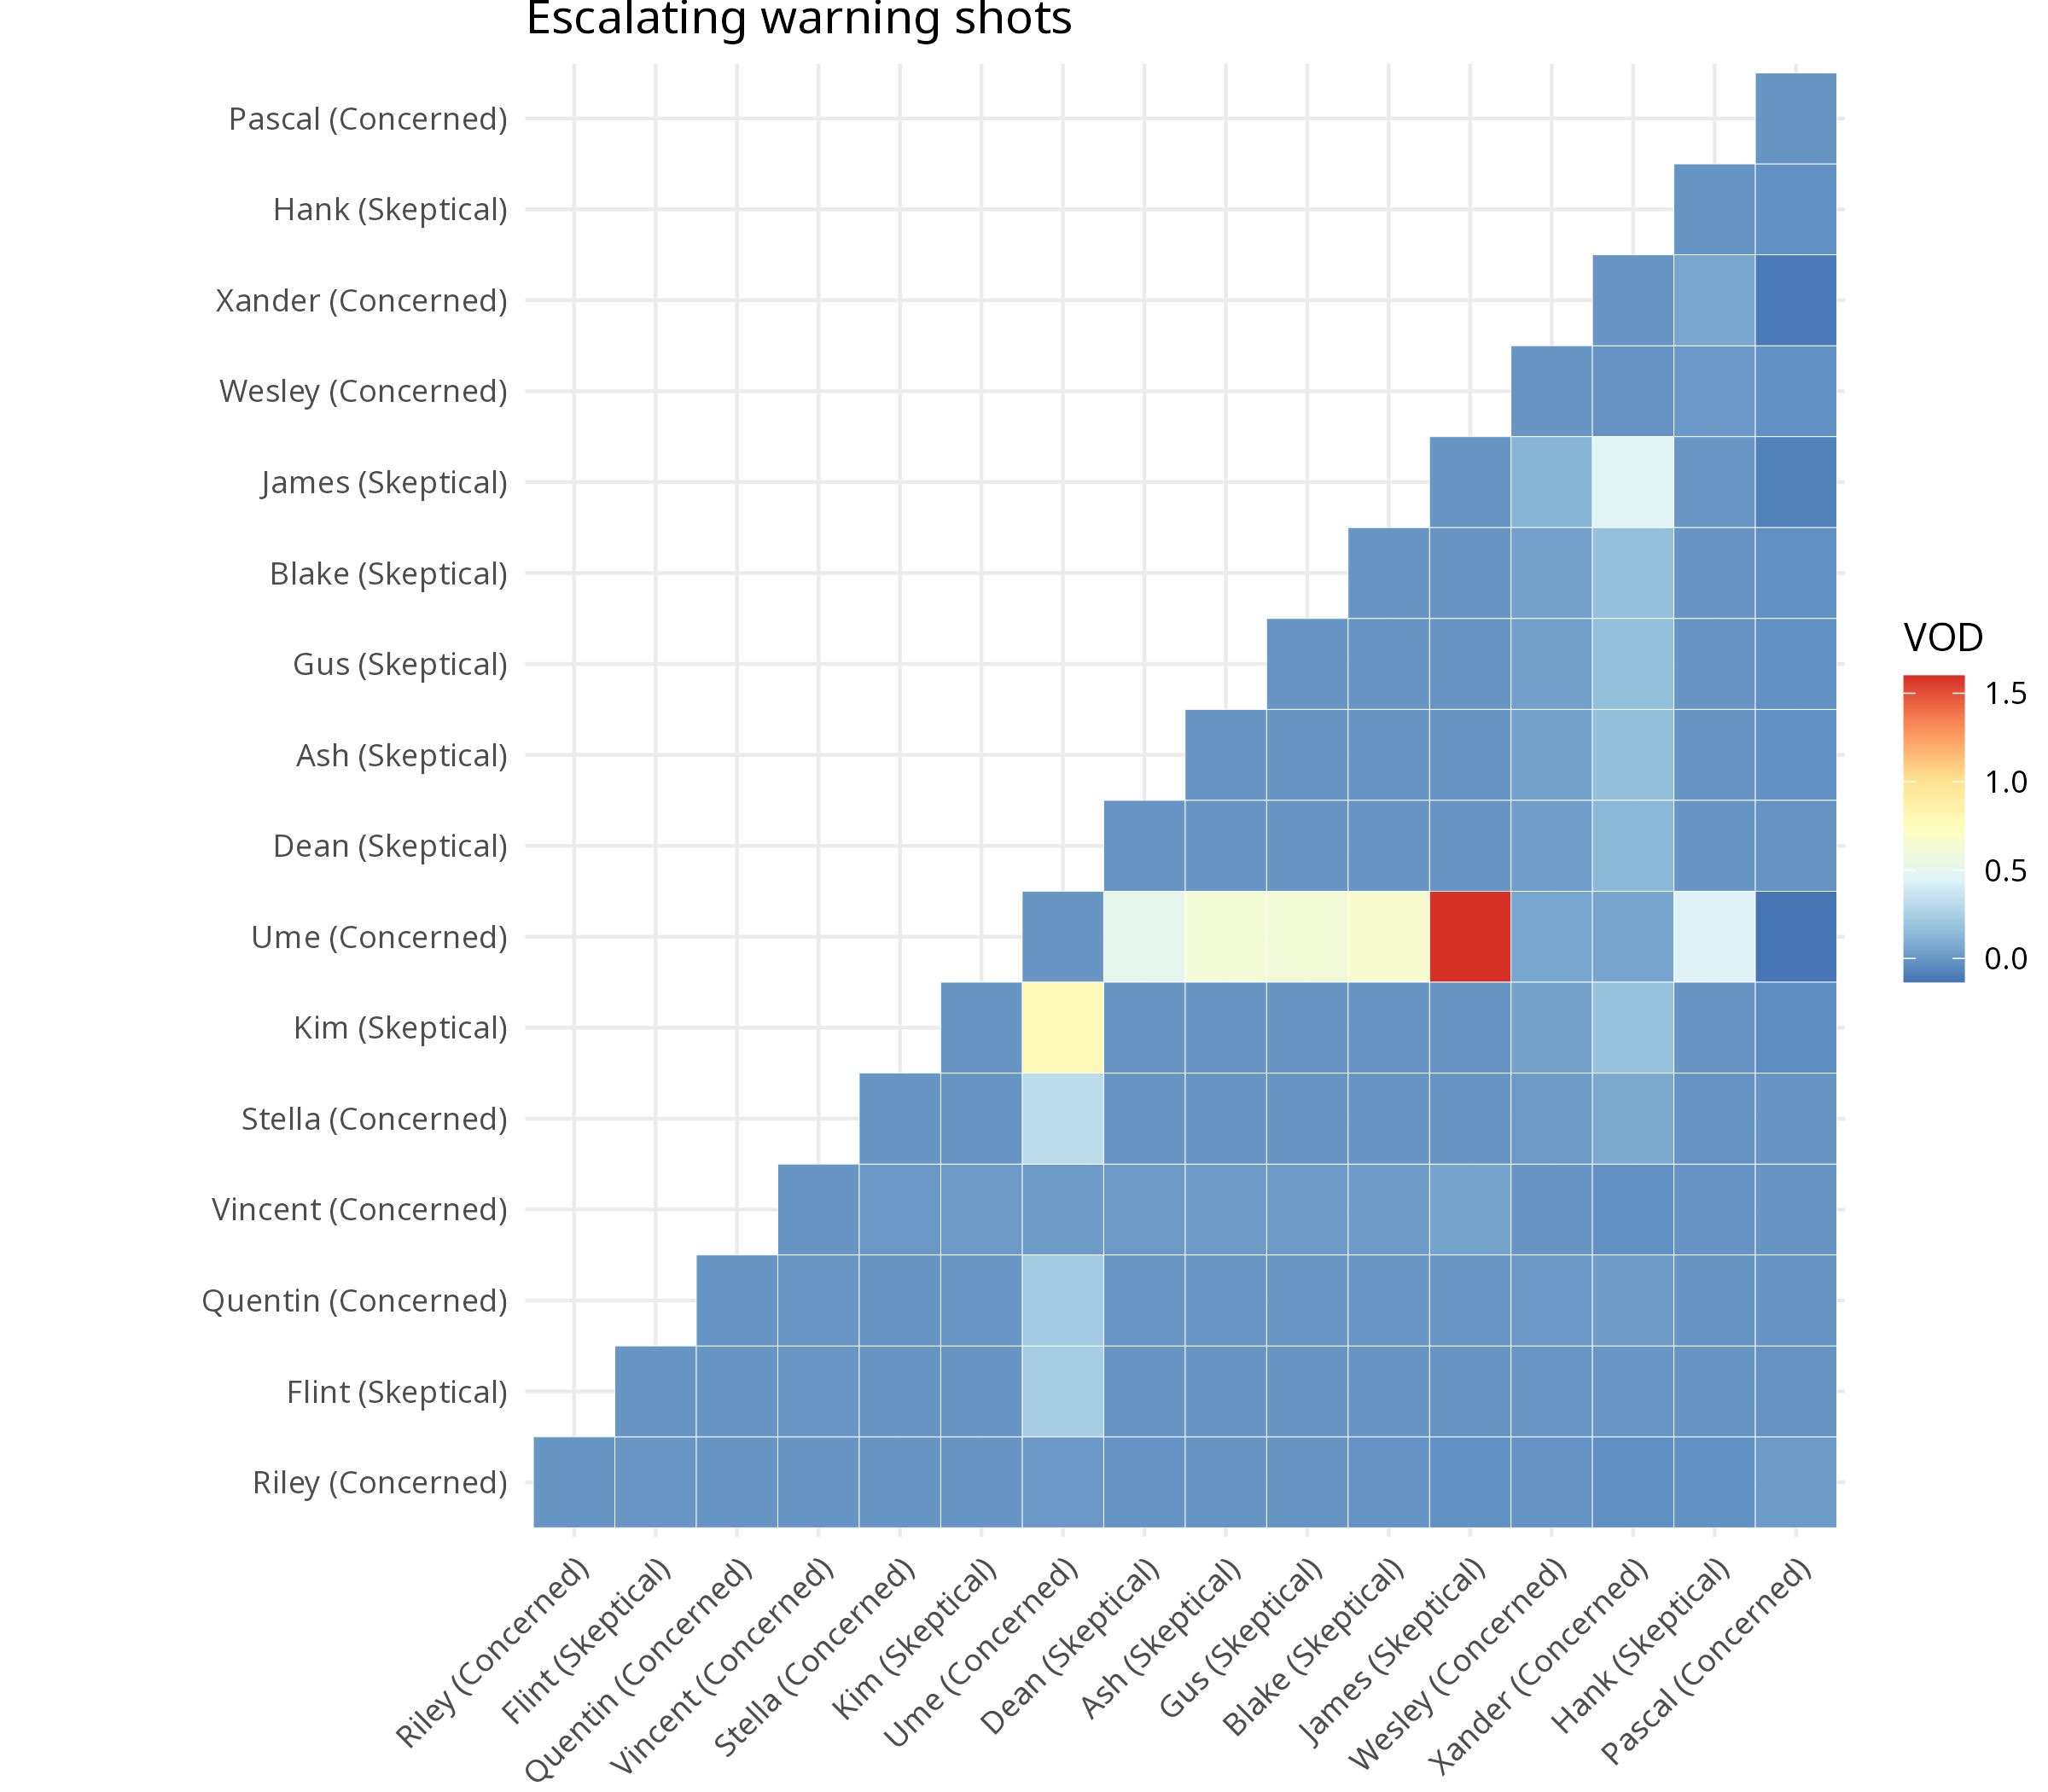 Escalating warning shots
Pascal (Concerned)
Hank (Skeptical)
Xander (Concerned)
Wesley (Concerned)
James (Skeptical)
Blake (Skeptical)
Gus (Skeptical)
Ash (Skeptical)
Dean (Skeptical)
Ume (Concerned)
Kim (Skeptical)
Stella (Concerned)
Vincent (Concerned)
Quentin (Concerned)
Flint (Skeptical)
Riley (Concerned)
Riley (Concerned)
Flint (Skeptical)
Quentin (Concerned)
Vincent (Concerned)
Stella (Concerned)
Kim (Skeptical)
Ume (Concerned)
Dean (Skeptical)
Ash (Skeptical)
Gus (Skeptical)
Blake (Skeptical)
James (Skeptical)
Wesley (Concerned)
Xander (Concerned)
Hank (Skeptical)
Pascal (Concerned)
VOD
1.5
1.0
0.5
0.0